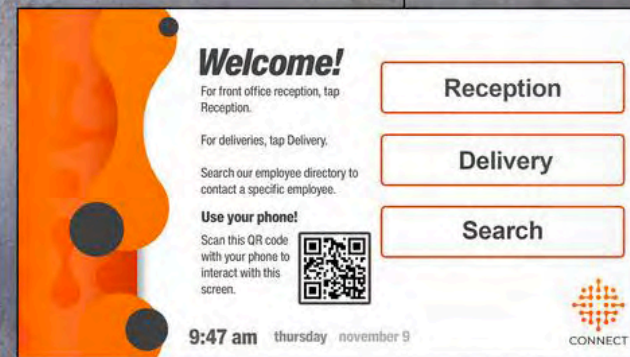 Welcome!
For front office reception, tap
Reception.
For deliveries, tap Delivery.
Search our employee directory to
contact a specific employee.
Use your phone!
Scan this QR code
with your phone to
interact with this
screen.
Reception
Delivery
Search
9:47 am thursday november 9
CONNECT